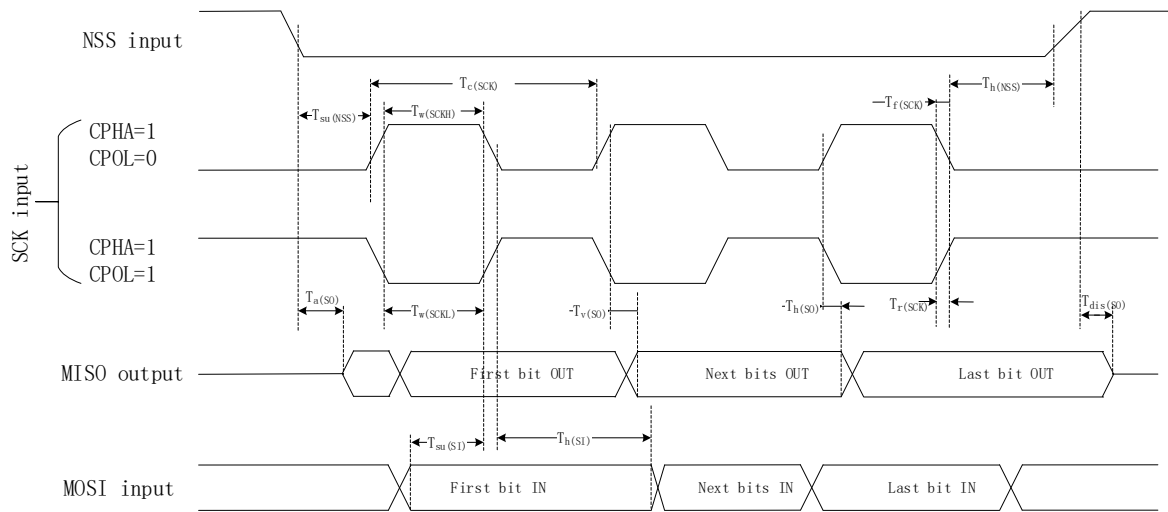 NSS input
Tc(SCK)
Th(NSS)
Tf(SCK)
Tsu(NSS)
Tw(SCKH)
CPHA=1
CPOL=0
SCK input
CPHA=1
CPOL=1
Ta(SO)
Tw(SCKL)
Tv(SO)
Th(SO)
Tr(SCK)
Tdis(SO)
MISO output
First bit OUT
Next bits OUT
Last bit OUT
Tsu(SI)
Th(SI)
MOSI input
First bit IN
Next bits IN
Last bit IN